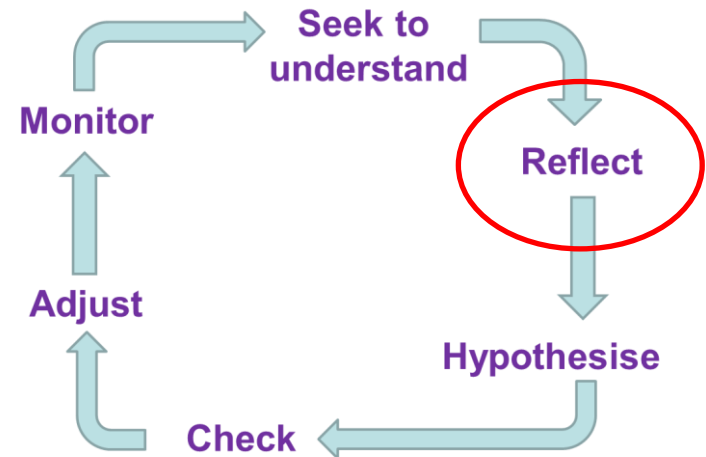 Seek to
understand
Reflect
Hypothesise
Check
Adjust
Monitor